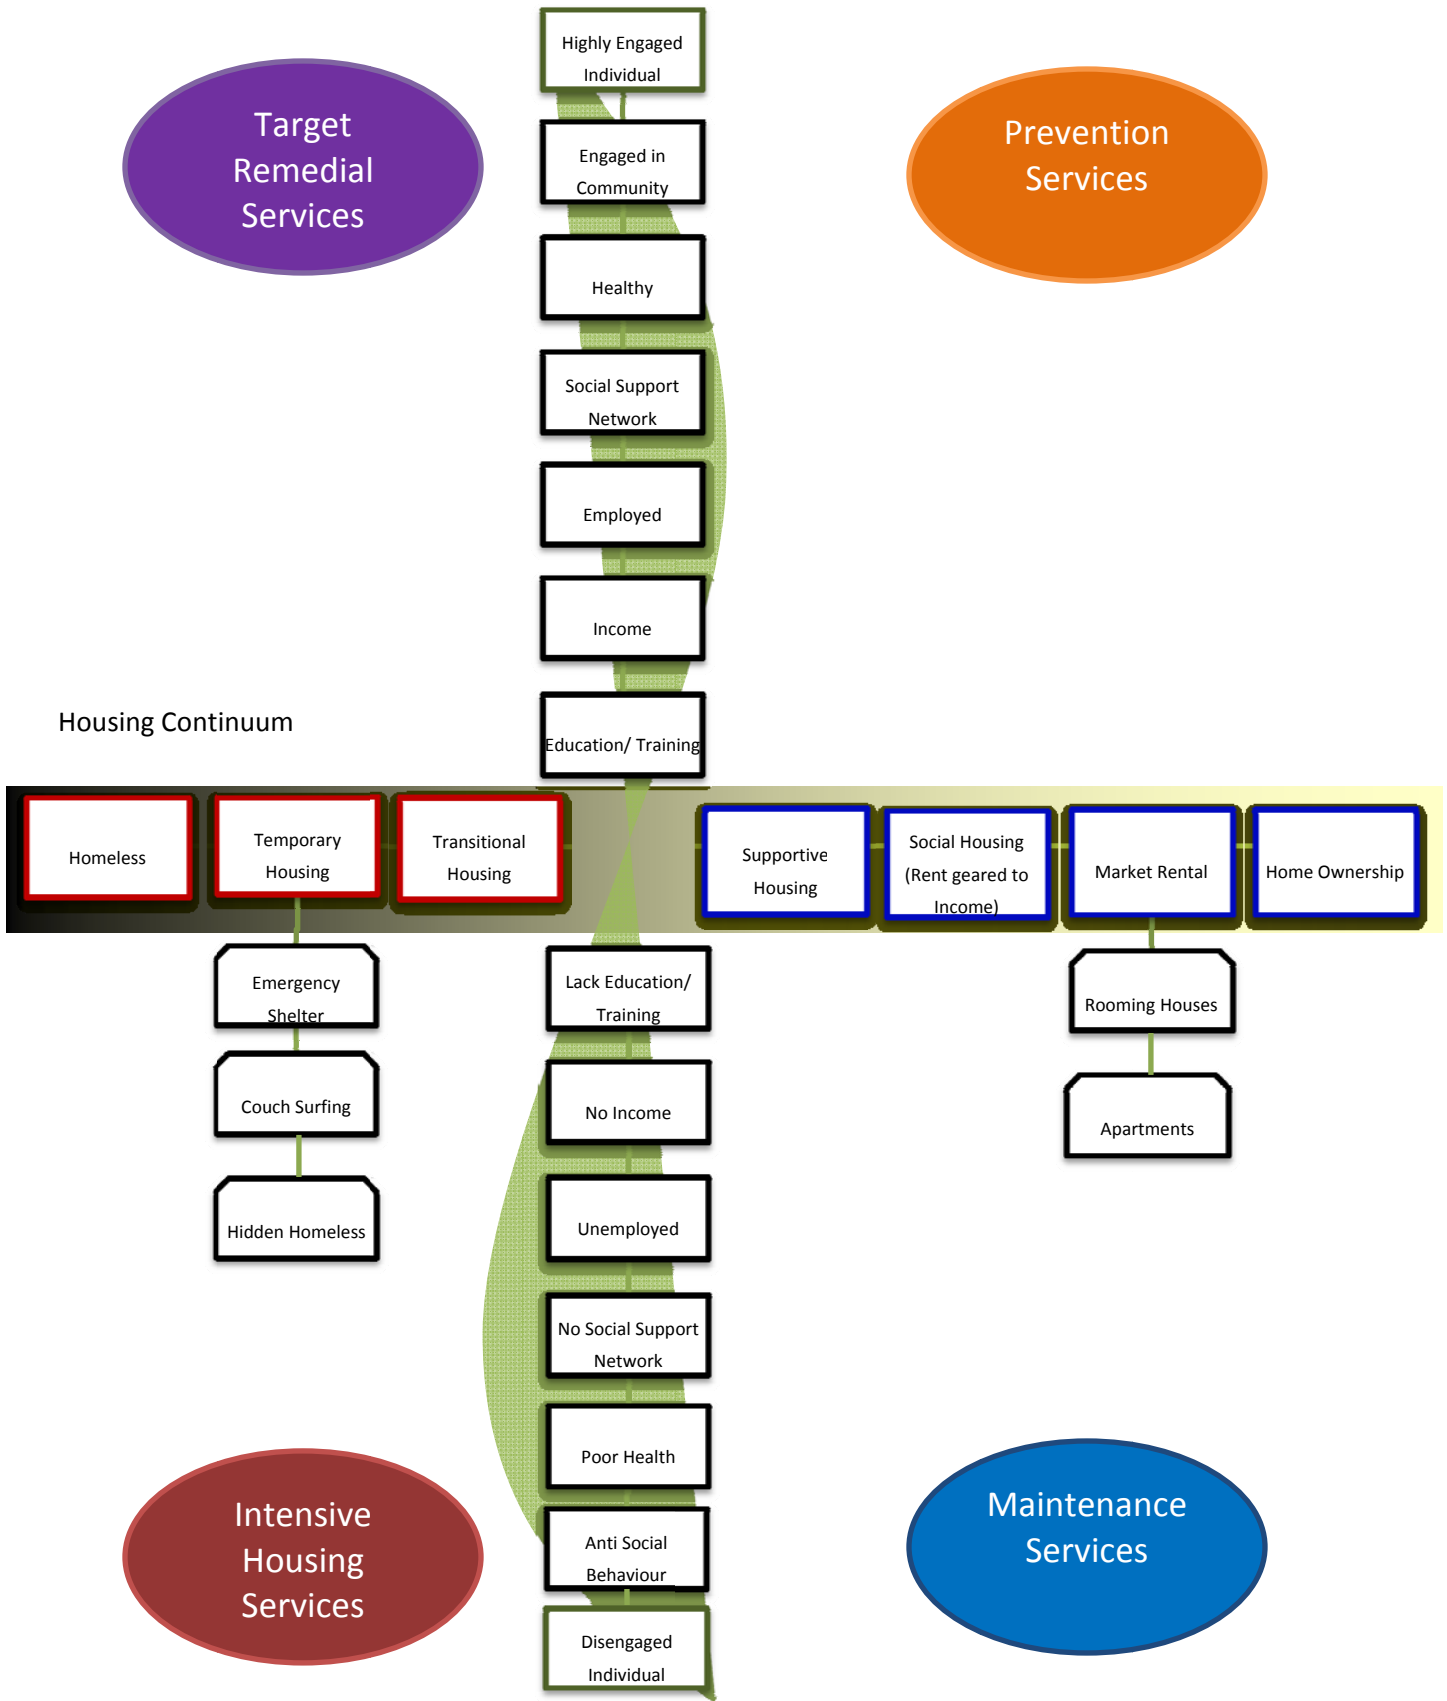 Highly Engaged
Individual
Target
Remedial
Services
Prevention
Services
Engaged in
Community
Healthy
Social Support
Network
Employed
Income
Housing Continuum
Education/ Training
Homeless
Temporary
Housing
Transitional
Housing
Supportive
Housing
Social Housing
(Rent geared to
Income)
Market Rental
Home Ownership
Emergency
Shelter
Couch Surfing
Hidden Homeless
Lack Education/
Training
No Income
Unemployed
No Social Support
Network
Poor Health
Anti Social
Behaviour
Disengaged
Individual
Rooming Houses
Apartments
Intensive
Housing
Services
Maintenance
Services